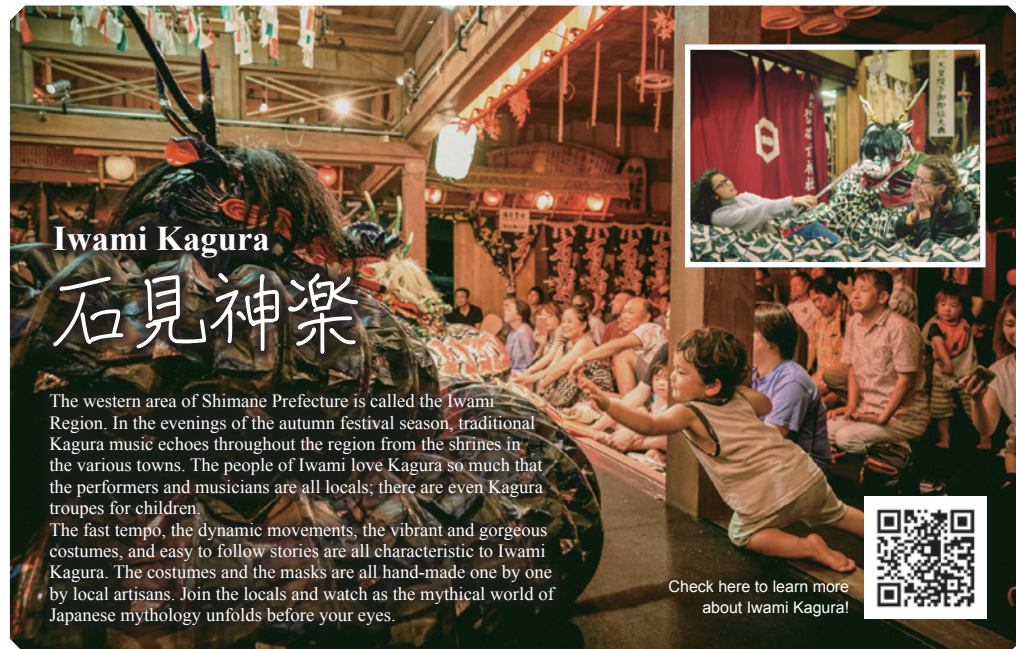 Iwami Kagura
石見神楽
The western area of Shimane Prefecture is called the Iwami
Region. In the evenings of the autumn festival season, traditional
Kagura music echoes throughout the region from the shrines in
the various towns. The people of Iwami love Kagura so much that
the performers and musicians are all locals; there are even Kagura
troupes for children.
The fast tempo, the dynamic movements, the vibrant and gorgeous
costumes, and easy to follow stories are all characteristic to Iwami
Kagura. The costumes and the masks are all hand-made one by one
by local artisans. Join the locals and watch as the mythical world of
Japanese mythology unfolds before your eyes.
Check here to learn more
about Iwami Kagura!